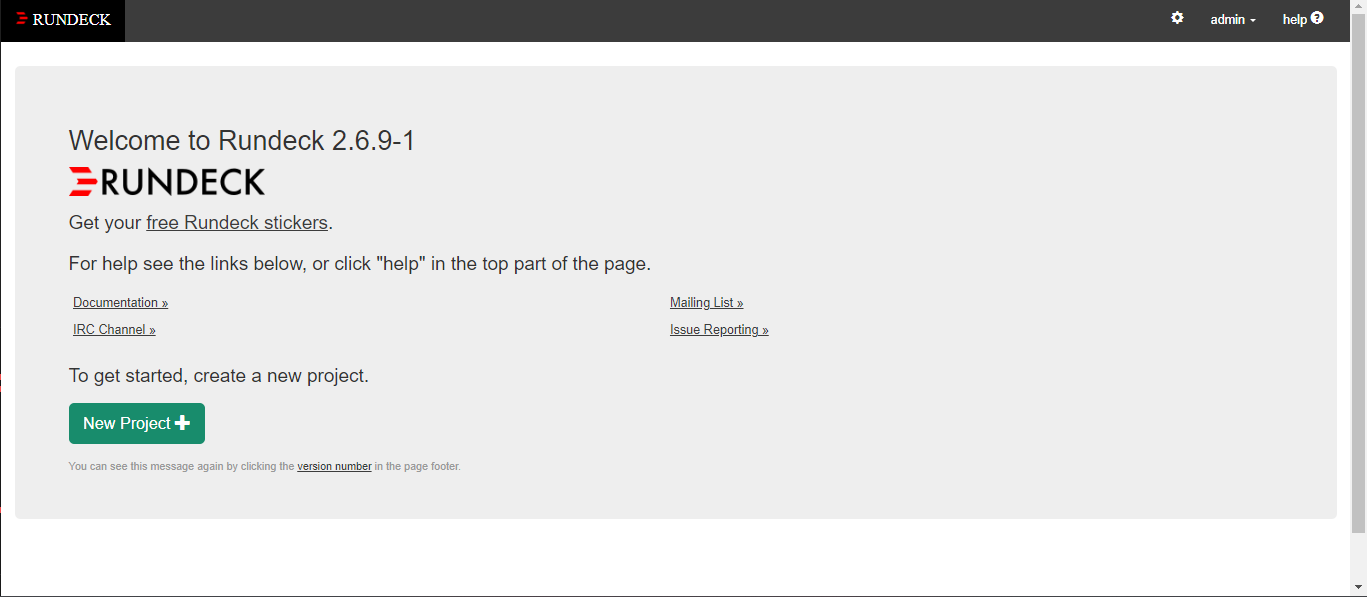 RUNDECK
admin
help
Welcome to Rundeck 2.6.9-1
RUNDECK
Get your free Rundeck stickers.
For help see the links below, or click "help" in the top part of the page.
Documentation »
Mailing List »
IRC Channel »
Issue Reporting »
To get started, create a new project.
New Project
You can see this message again by clicking the version number in the page footer.